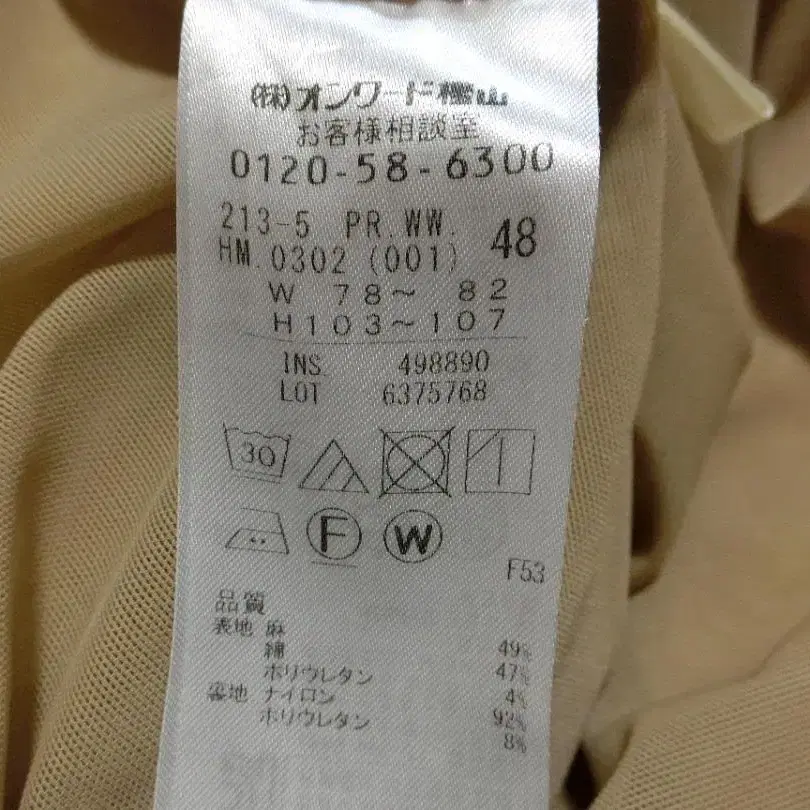 (株)オンワード樫山
お客様相談室
0120-58-6300
213-5 PR.WW. 48
HM.0302 (001)
W 78～ 82
H103～107
INS. 498890
LOT 6375768
30
F W
F53
品質
表地 麻 49%
綿 47%
ポリウレタン 4%
裏地 ナイロン 92%
ポリウレタン 8%